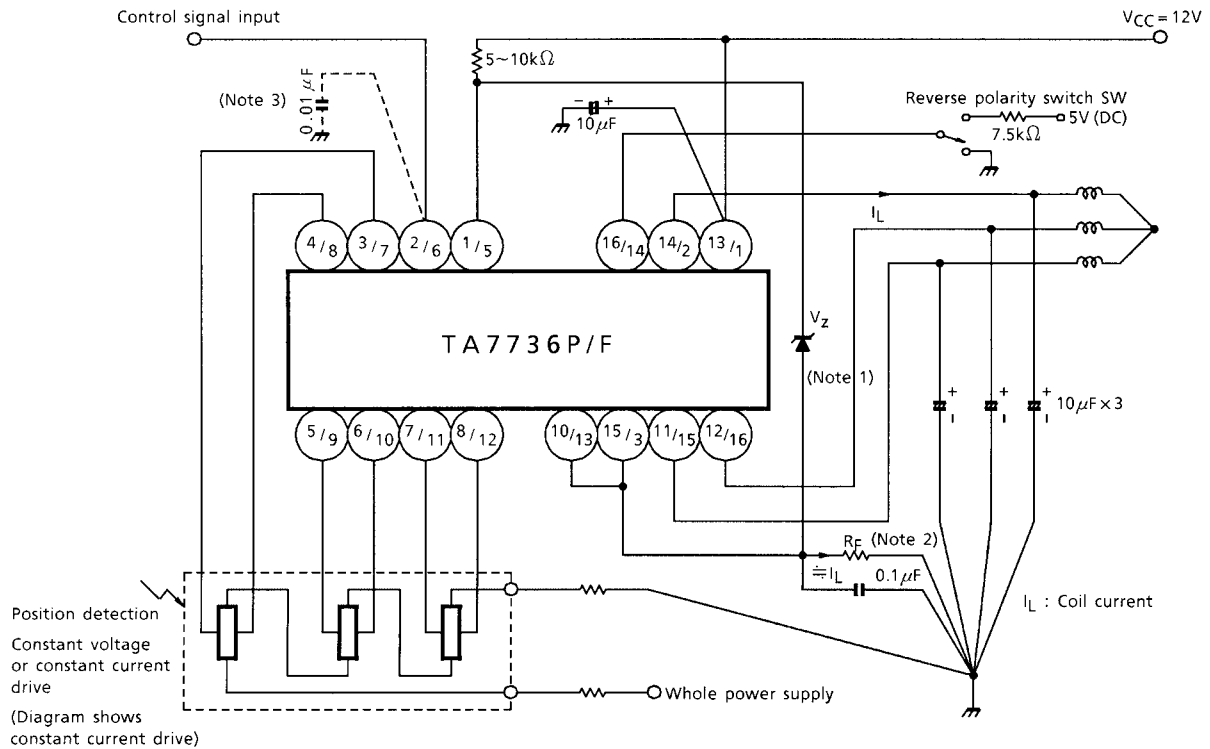 Control signal input
VCC = 12V
5~10kΩ
(Note 3)
0.01 μF
− +
10μF
Reverse polarity switch SW
5V (DC)
7.5kΩ
IL
4/8 3/7 2/6 1/5 16/14 14/2 13/1
TA7736P/F
VZ
(Note 1)
+ + +
10μF×3
− − −
5/9 6/10 7/11 8/12 10/13 15/3 11/15 12/16
RF (Note 2)
≒IL
0.1μF
IL : Coil current
Position detection
Constant voltage
or constant current
drive
(Diagram shows
constant current drive)
Whole power supply